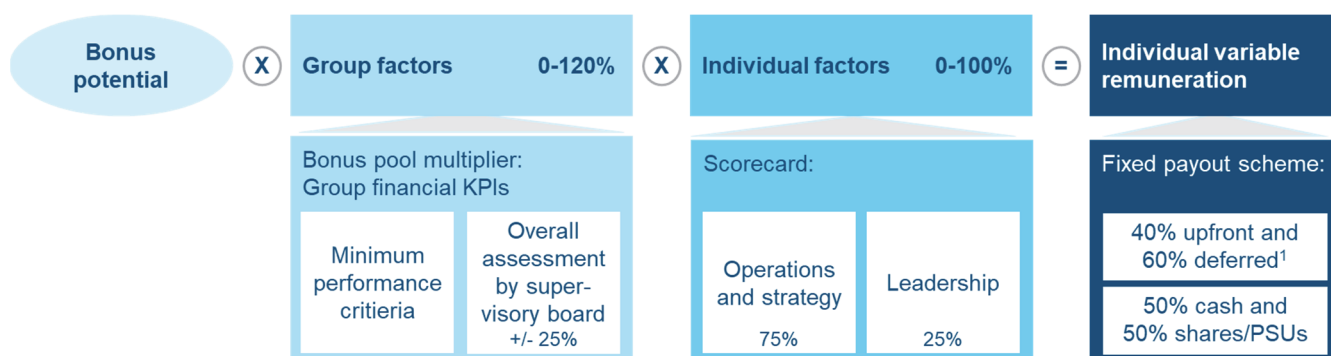 Bonus
potential
X
Group factors 0-120%
X
Individual factors 0-100%
=
Individual variable
remuneration
Bonus pool multiplier:
Group financial KPIs
Minimum
performance
critieria
Overall
assessment
by super-
visory board
+/- 25%
Scorecard:
Operations
and strategy
75%
Leadership
25%
Fixed payout scheme:
40% upfront and
60% deferred¹
50% cash and
50% shares/PSUs